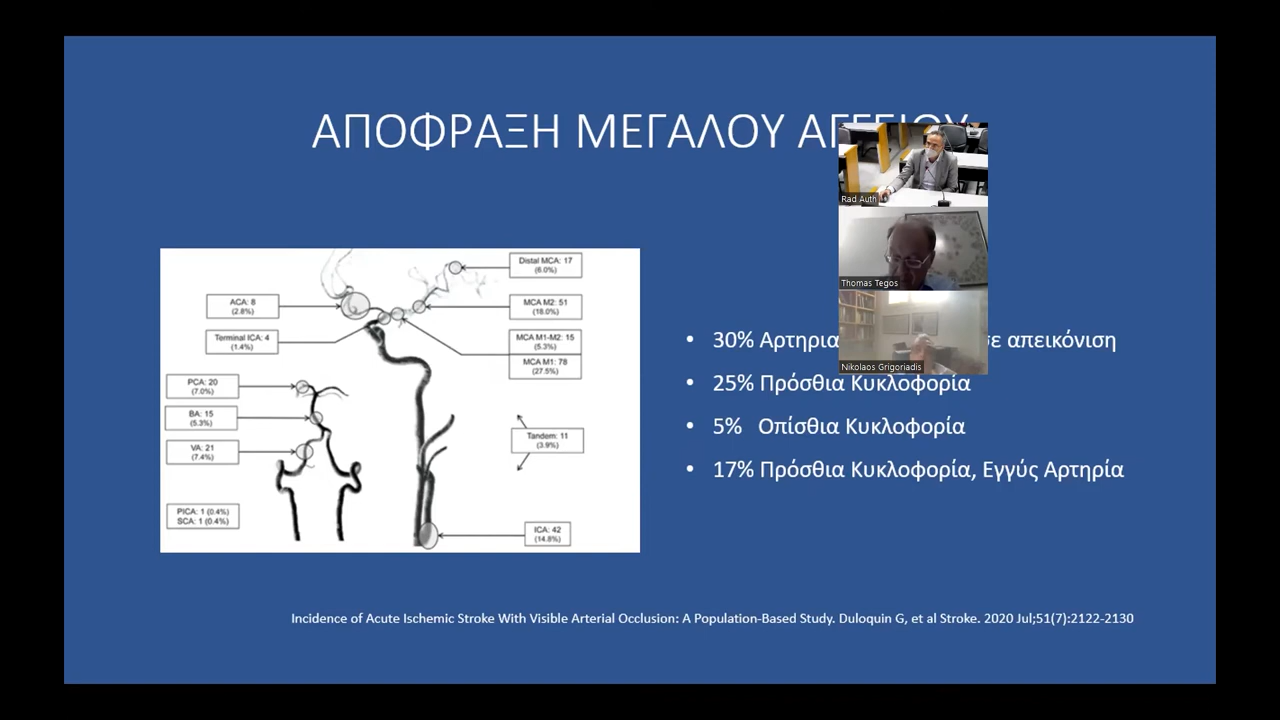 ΑΠΟΦΡΑΞΗ ΜΕΓΑΛΟΥ ΑΓΓΕΙΟΥ
Rad Auth
Thomas Tegos
Nikolaos Grigoriadis
Distal MCA: 17
(6.0%)
ACA: 8
(2.8%)
MCA M2: 51
(18.0%)
Terminal ICA: 4
(1.4%)
MCA M1-M2: 15
(5.3%)
MCA M1: 78
(27.5%)
PCA: 20
(7.0%)
BA: 15
(5.3%)
VA: 21
(7.4%)
Tandem: 11
(3.9%)
PICA: 1 (0.4%)
SCA: 1 (0.4%)
ICA: 42
(14.8%)
• 30% σε απεικόνιση
• 25% Πρόσθια Κυκλοφορία
• 5% Οπίσθια Κυκλοφορία
• 17% Πρόσθια Κυκλοφορία, Εγγύς Αρτηρία
Incidence of Acute Ischemic Stroke With Visible Arterial Occlusion: A Population-Based Study. Duloquin G, et al Stroke. 2020 Jul;51(7):2122-2130